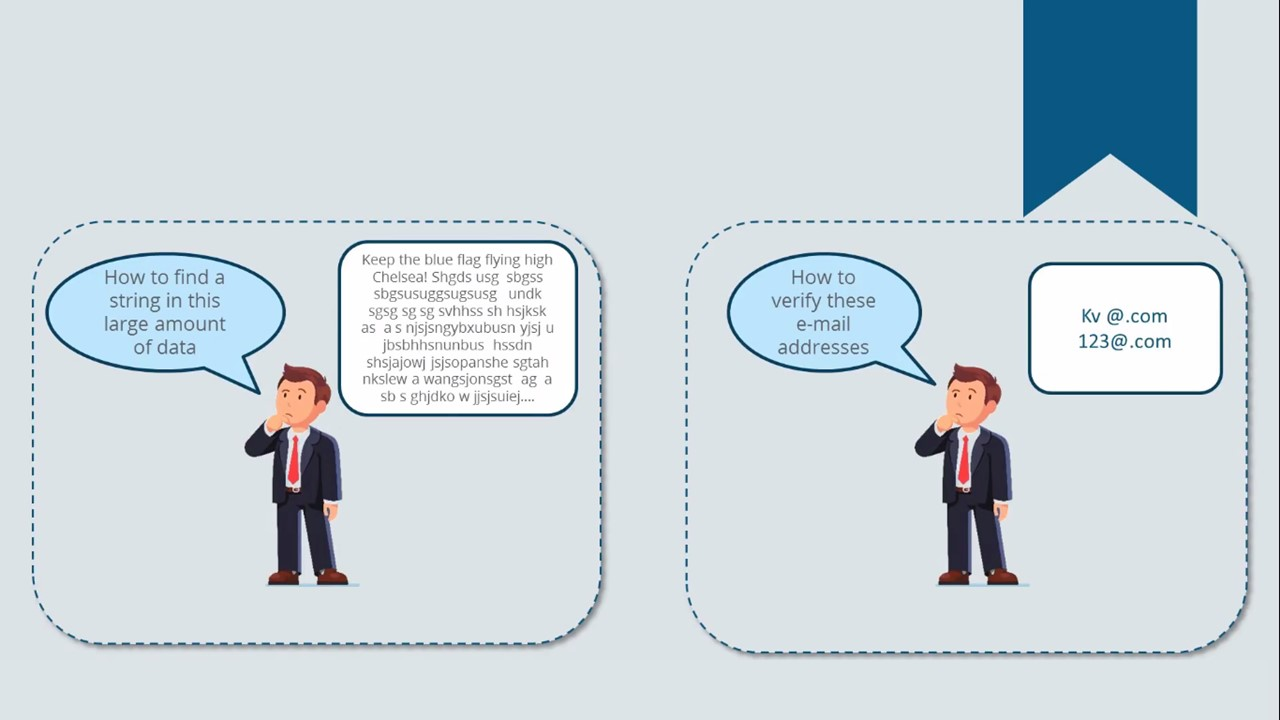 How to find a
string in this
large amount
of data
Keep the blue flag flying high
Chelsea! Shgds usg sbgss
sbgsusuggsugsusg undk
sgsg sg sg svhhss sh hsjksk
as a s njsjsngybxubusn yjsj u
jbsbhhsnunbus hssdn
shsjajowj jsjsopanshe sgtah
nkslew a wangsjonsgst ag a
sb s ghjdko w jjsjsuiej....
How to
verify these
e-mail
addresses
Kv @.com
123@.com